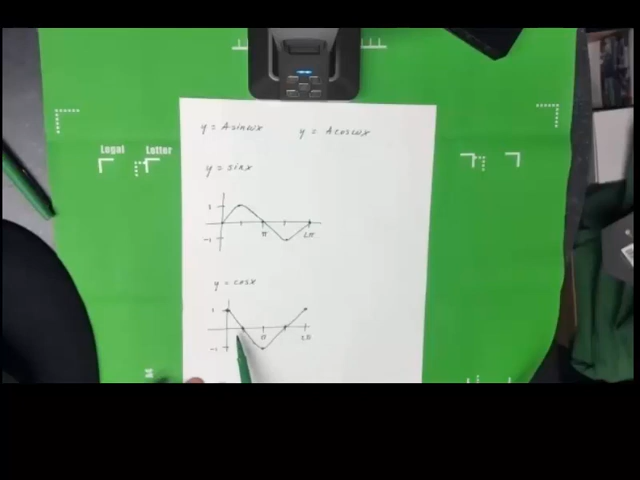 y = A sin ωx y = A cos ωx
Legal Letter
y = sin x
1
π 2π
-1
y = cos x
1
π 2π
-1